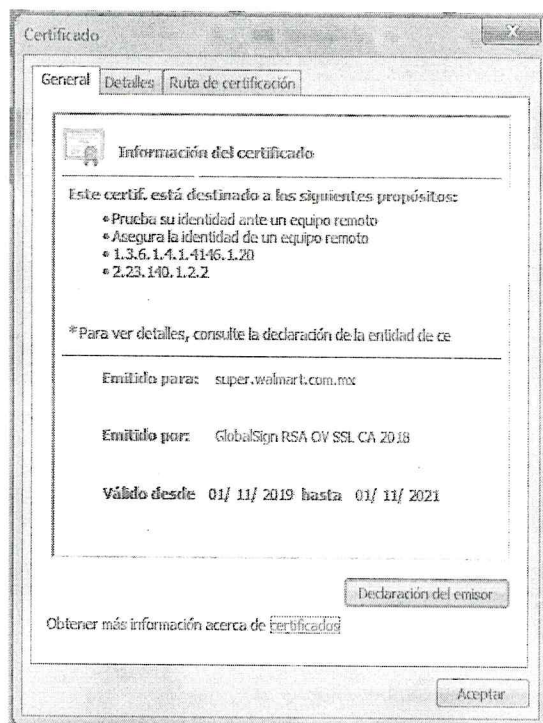 Certificado
General Detalles Ruta de certificación
Información del certificado
Este certif. está destinado a los siguientes propósitos:
• Prueba su identidad ante un equipo remoto
• Asegura la identidad de un equipo remoto
• 1.3.6.1.4.1.4146.1.20
• 2.23.140.1.2.2
*Para ver detalles, consulte la declaración de la entidad de ce
Emitido para: super.walmart.com.mx
Emitido por: GlobalSign RSA OV SSL CA 2018
Válido desde 01/ 11/ 2019 hasta 01/ 11/ 2021
Declaración del emisor
Obtener más información acerca de certificados
Aceptar